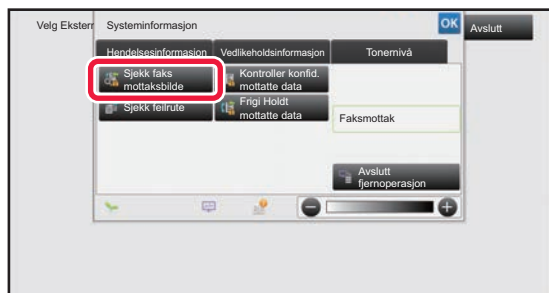 Velg Ekstern
Systeminformasjon
OK
Avslutt
Hendelsesinformasjon
Vedlikeholdsinformasjon
Tonernivå
Sjekk faks
mottaksbilde
Kontroller konfid.
mottatte data
Sjekk feilrute
Frigi Holdt
mottatte data
Faksmottak
Avslutt
fjernoperasjon